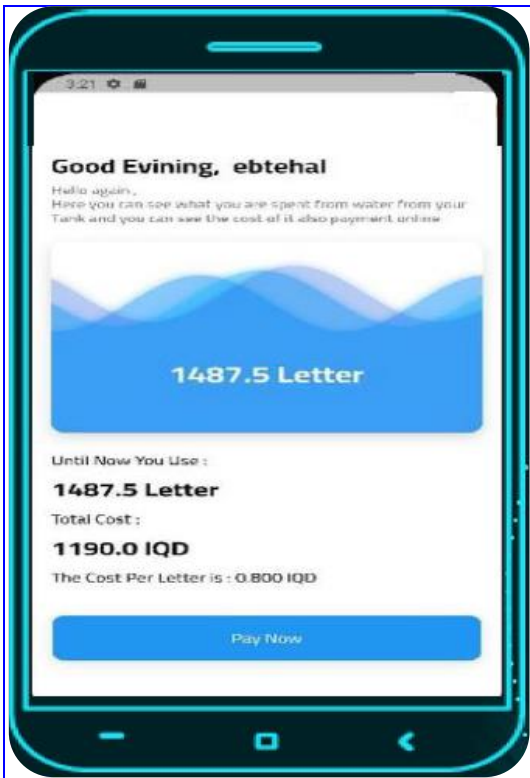 3:21
Good Evining, ebtehal
Hello again,
Here you can see what you are spent from water from your
Tank and you can see the cost of it also payment online
1487.5 Letter
Until Now You Use :
1487.5 Letter
Total Cost :
1190.0 IQD
The Cost Per Letter is : 0.800 IQD
Pay Now